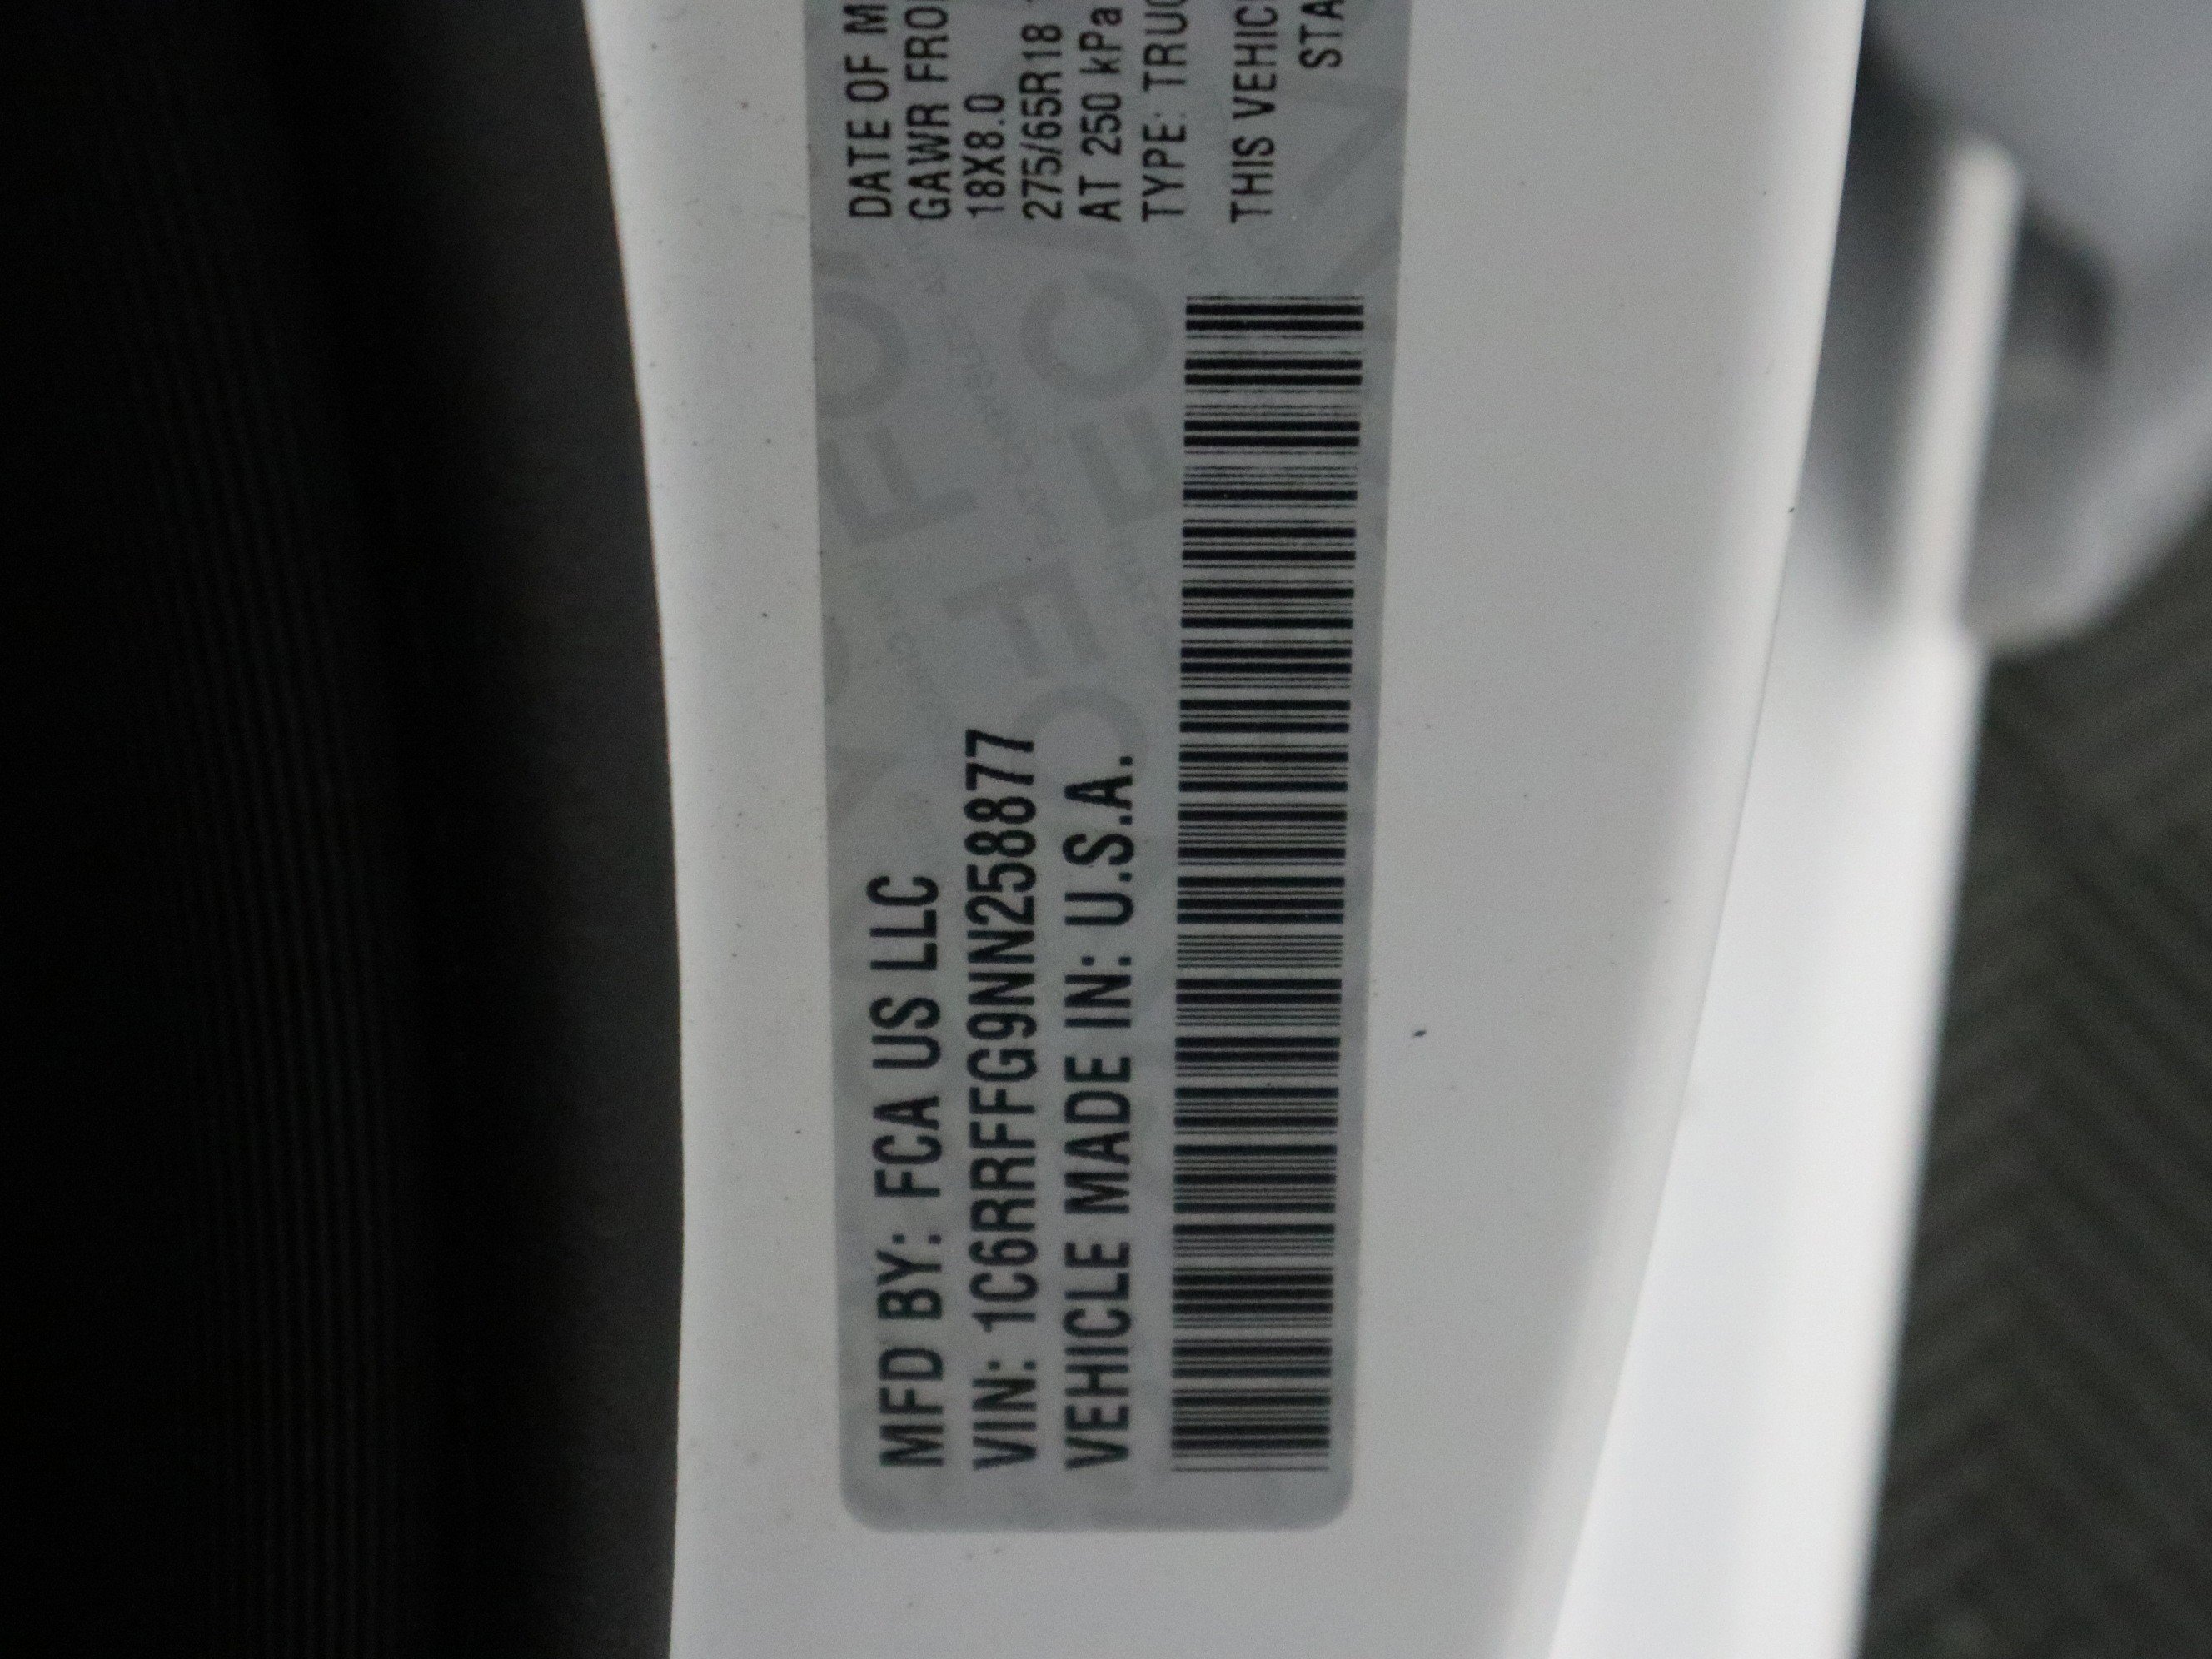 MFD BY: FCA US LLC
VIN: 1C6RRFFG9NN258877
VEHICLE MADE IN: U.S.A.
DATE OF M
GAWR FRO
18X8.0
275/65R18
AT 250 kPa
TYPE: TRUC
THIS VEHIC
STA